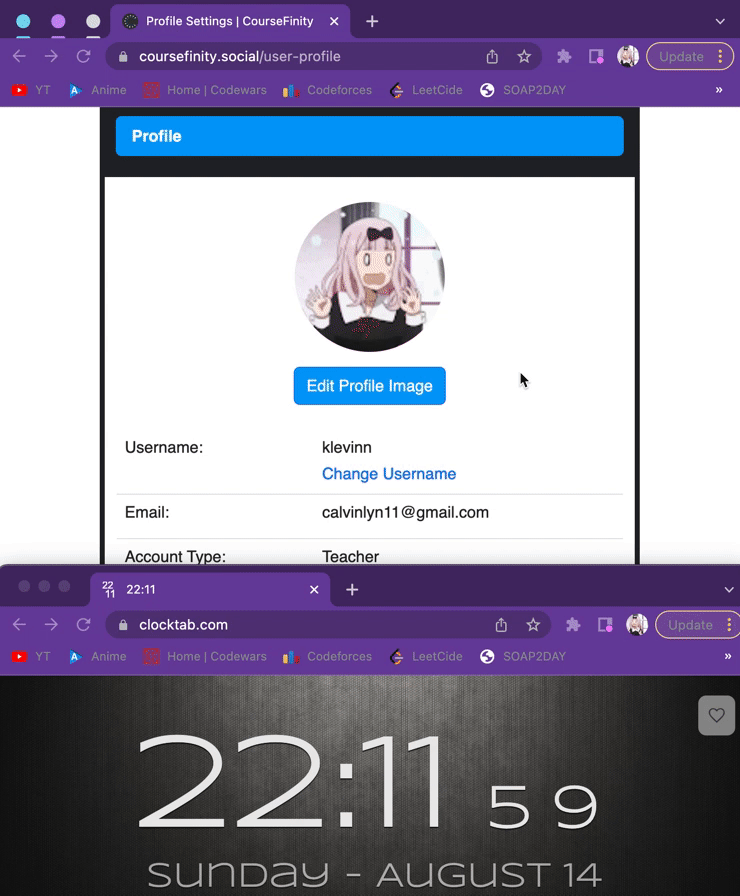 Profile Settings | CourseFinity
coursefinity.social/user-profile
Update
YT Anime Home | Codewars Codeforces LeetCide SOAP2DAY »
Profile
Edit Profile Image
Username: klevinn
Change Username
Email: calvinlyn11@gmail.com
Account Type: Teacher
22 11 22:11
clocktab.com
Update
YT Anime Home | Codewars Codeforces LeetCide SOAP2DAY »
22:11 59
SUNDAY - AUGUST 14